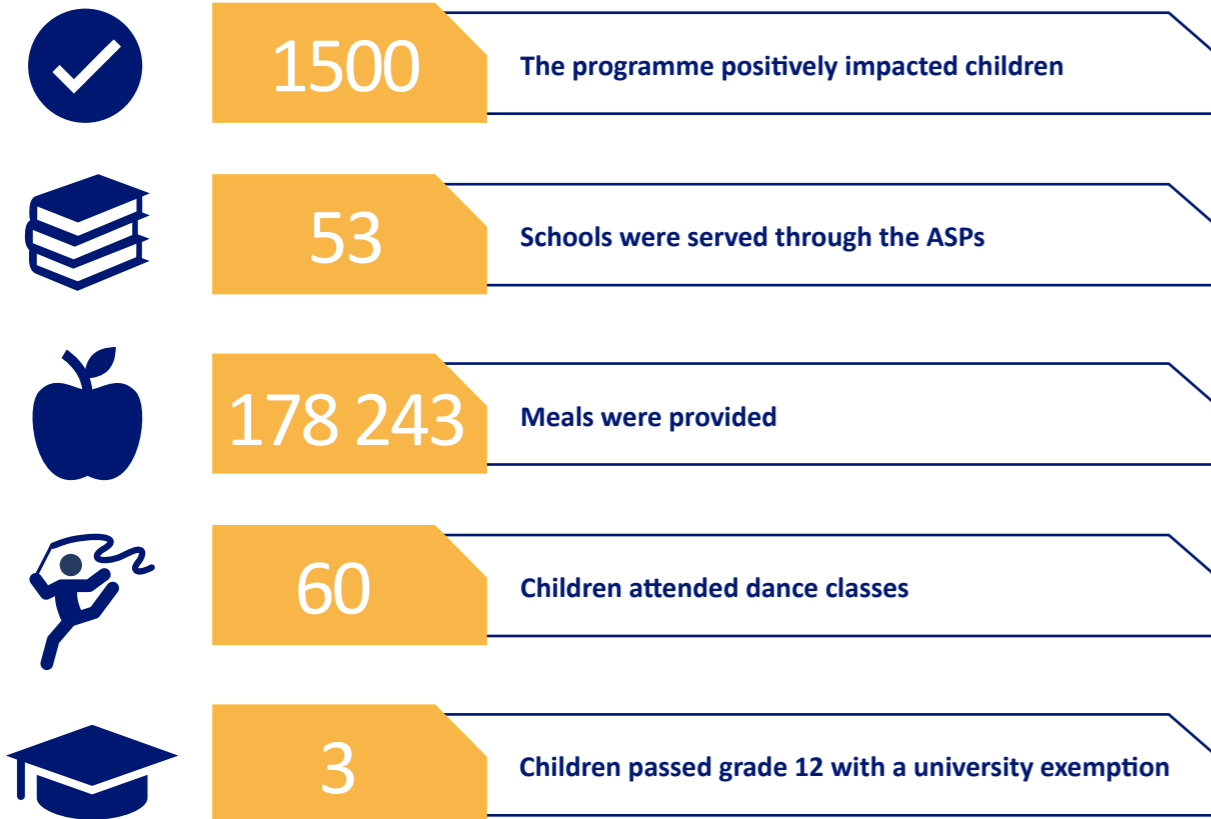 1500
The programme positively impacted children
53
Schools were served through the ASPs
178 243
Meals were provided
60
Children attended dance classes
3
Children passed grade 12 with a university exemption